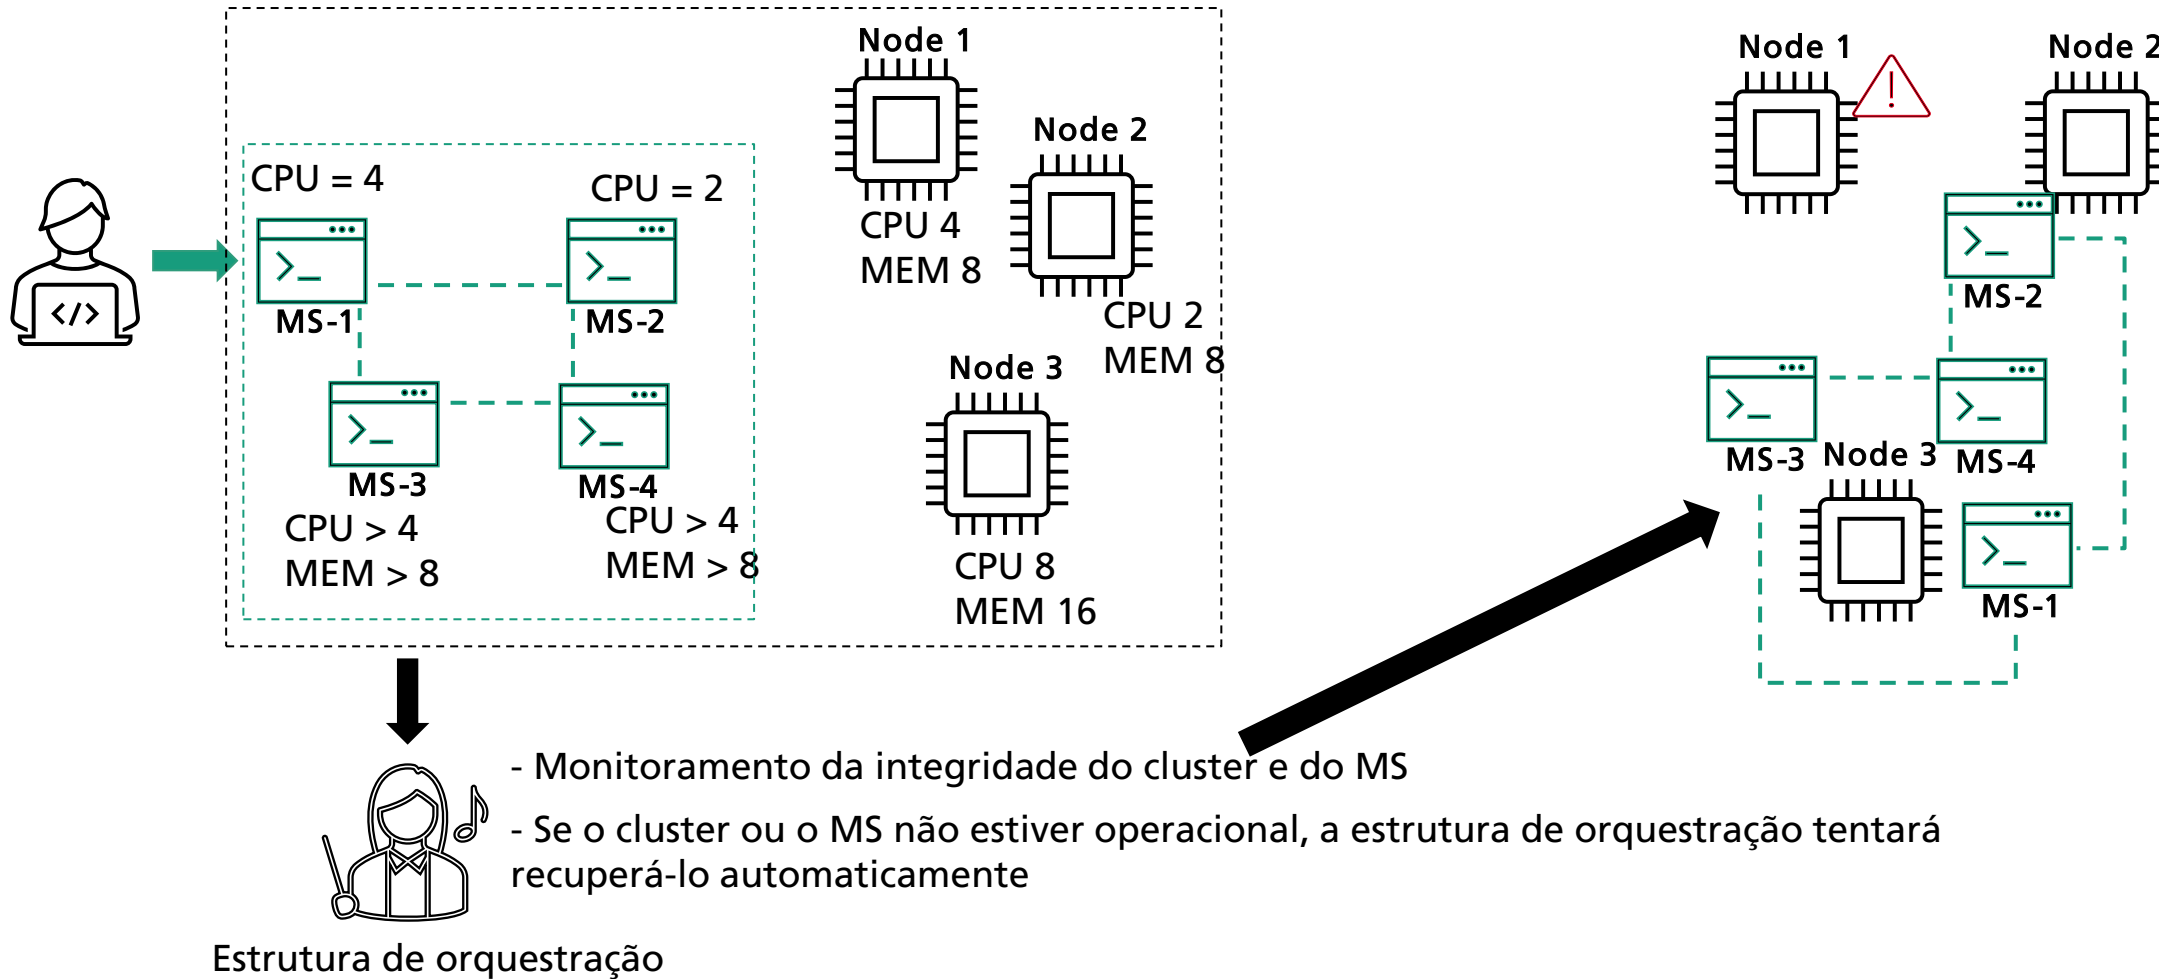 Node 1
Node 2
CPU 4
MEM 8
CPU 2
MEM 8
Node 3
CPU 8
MEM 16
CPU = 4
CPU = 2
</>
>_
MS-1
>_
MS-2
>_
MS-3
>_
MS-4
CPU > 4
MEM > 8
CPU > 4
MEM > 8
Node 1
!
Node 2
>_
MS-2
>_
MS-3
>_
MS-4
Node 3
>_
MS-1
- Monitoramento da integridade do cluster e do MS
- Se o cluster ou o MS não estiver operacional, a estrutura de orquestração tentará
recuperá-lo automaticamente
Estrutura de orquestração